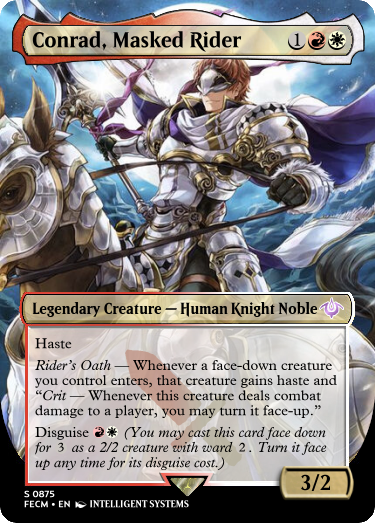 Conrad, Masked Rider 1
Legendary Creature — Human Knight Noble
Haste
Rider's Oath — Whenever a face-down creature
you control enters, that creature gains haste and
“Crit — Whenever this creature deals combat
damage to a player, you may turn it face-up.”
Disguise (You may cast this card face down
for 3 as a 2/2 creature with ward 2. Turn it face
up any time for its disguise cost.)
3/2
S 0875
FECM • EN INTELLIGENT SYSTEMS